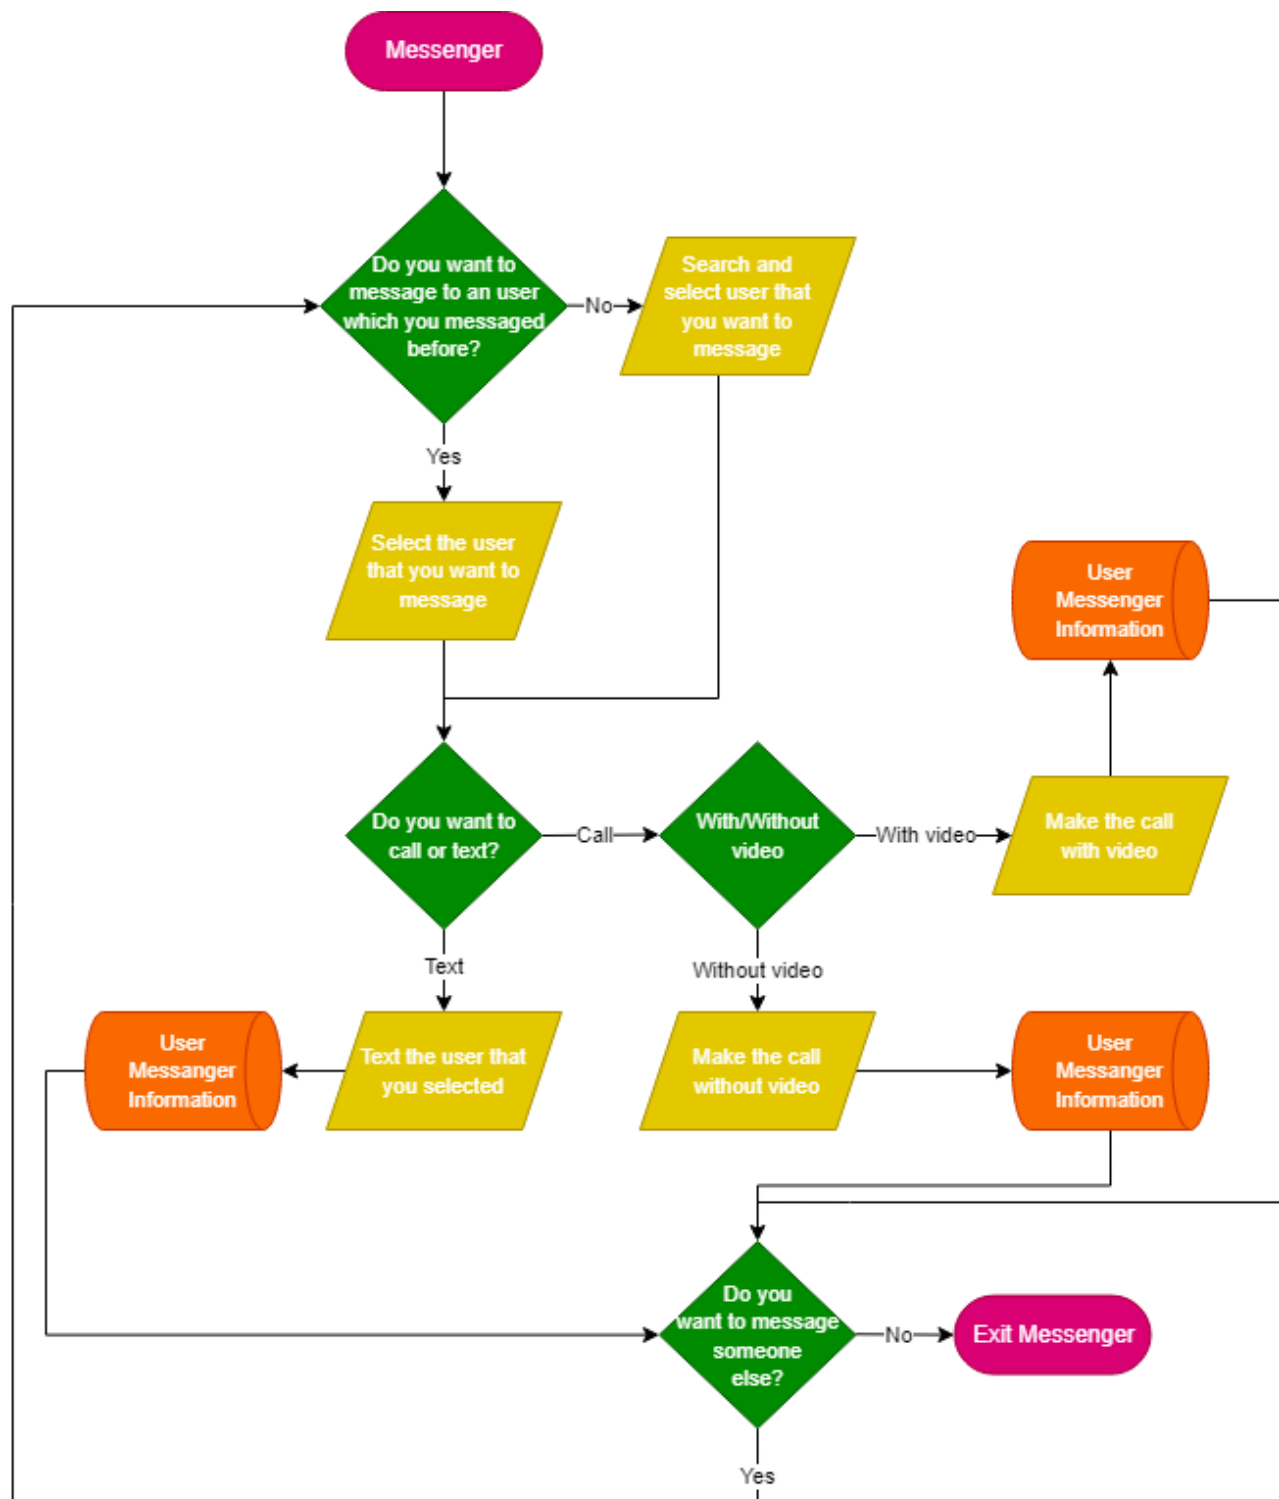 Messenger
Do you want to
message to an user
which you messaged
before?
No
Search and
select user that
you want to
message
Yes
Select the user
that you want to
message
User
Messenger
Information
Do you want to
call or text?
Call
With/Without
video
With video
Make the call
with video
Text
Without video
User
Messanger
Information
Text the user that
you selected
Make the call
without video
User
Messanger
Information
Do you
want to message
someone
else?
No
Exit Messenger
Yes